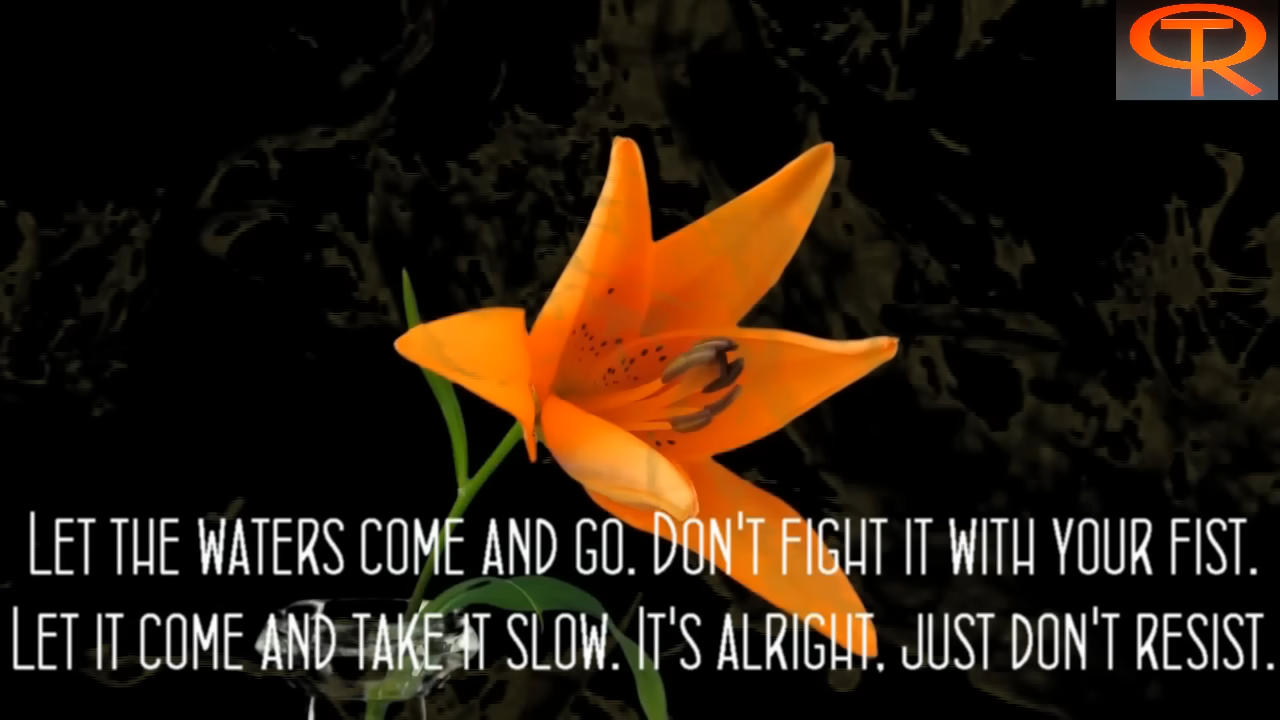 LET THE WATERS COME AND GO. DON'T FIGHT IT WITH YOUR FIST.
LET IT COME AND TAKE IT SLOW. IT'S ALRIGHT, JUST DON'T RESIST.